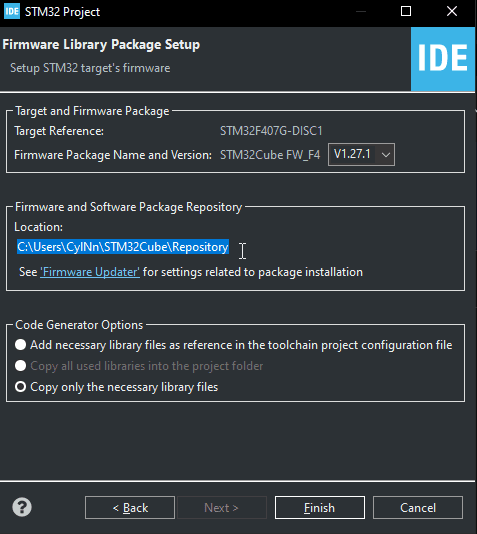 IDE STM32 Project
Firmware Library Package Setup
Setup STM32 target's firmware
IDE
Target and Firmware Package
Target Reference: STM32F407G-DISC1
Firmware Package Name and Version: STM32Cube FW_F4 V1.27.1
Firmware and Software Package Repository
Location:
C:\Users\CylNn\STM32Cube\Repository
See 'Firmware Updater' for settings related to package installation
Code Generator Options
Add necessary library files as reference in the toolchain project configuration file
Copy all used libraries into the project folder
Copy only the necessary library files
?
< Back
Next >
Finish
Cancel